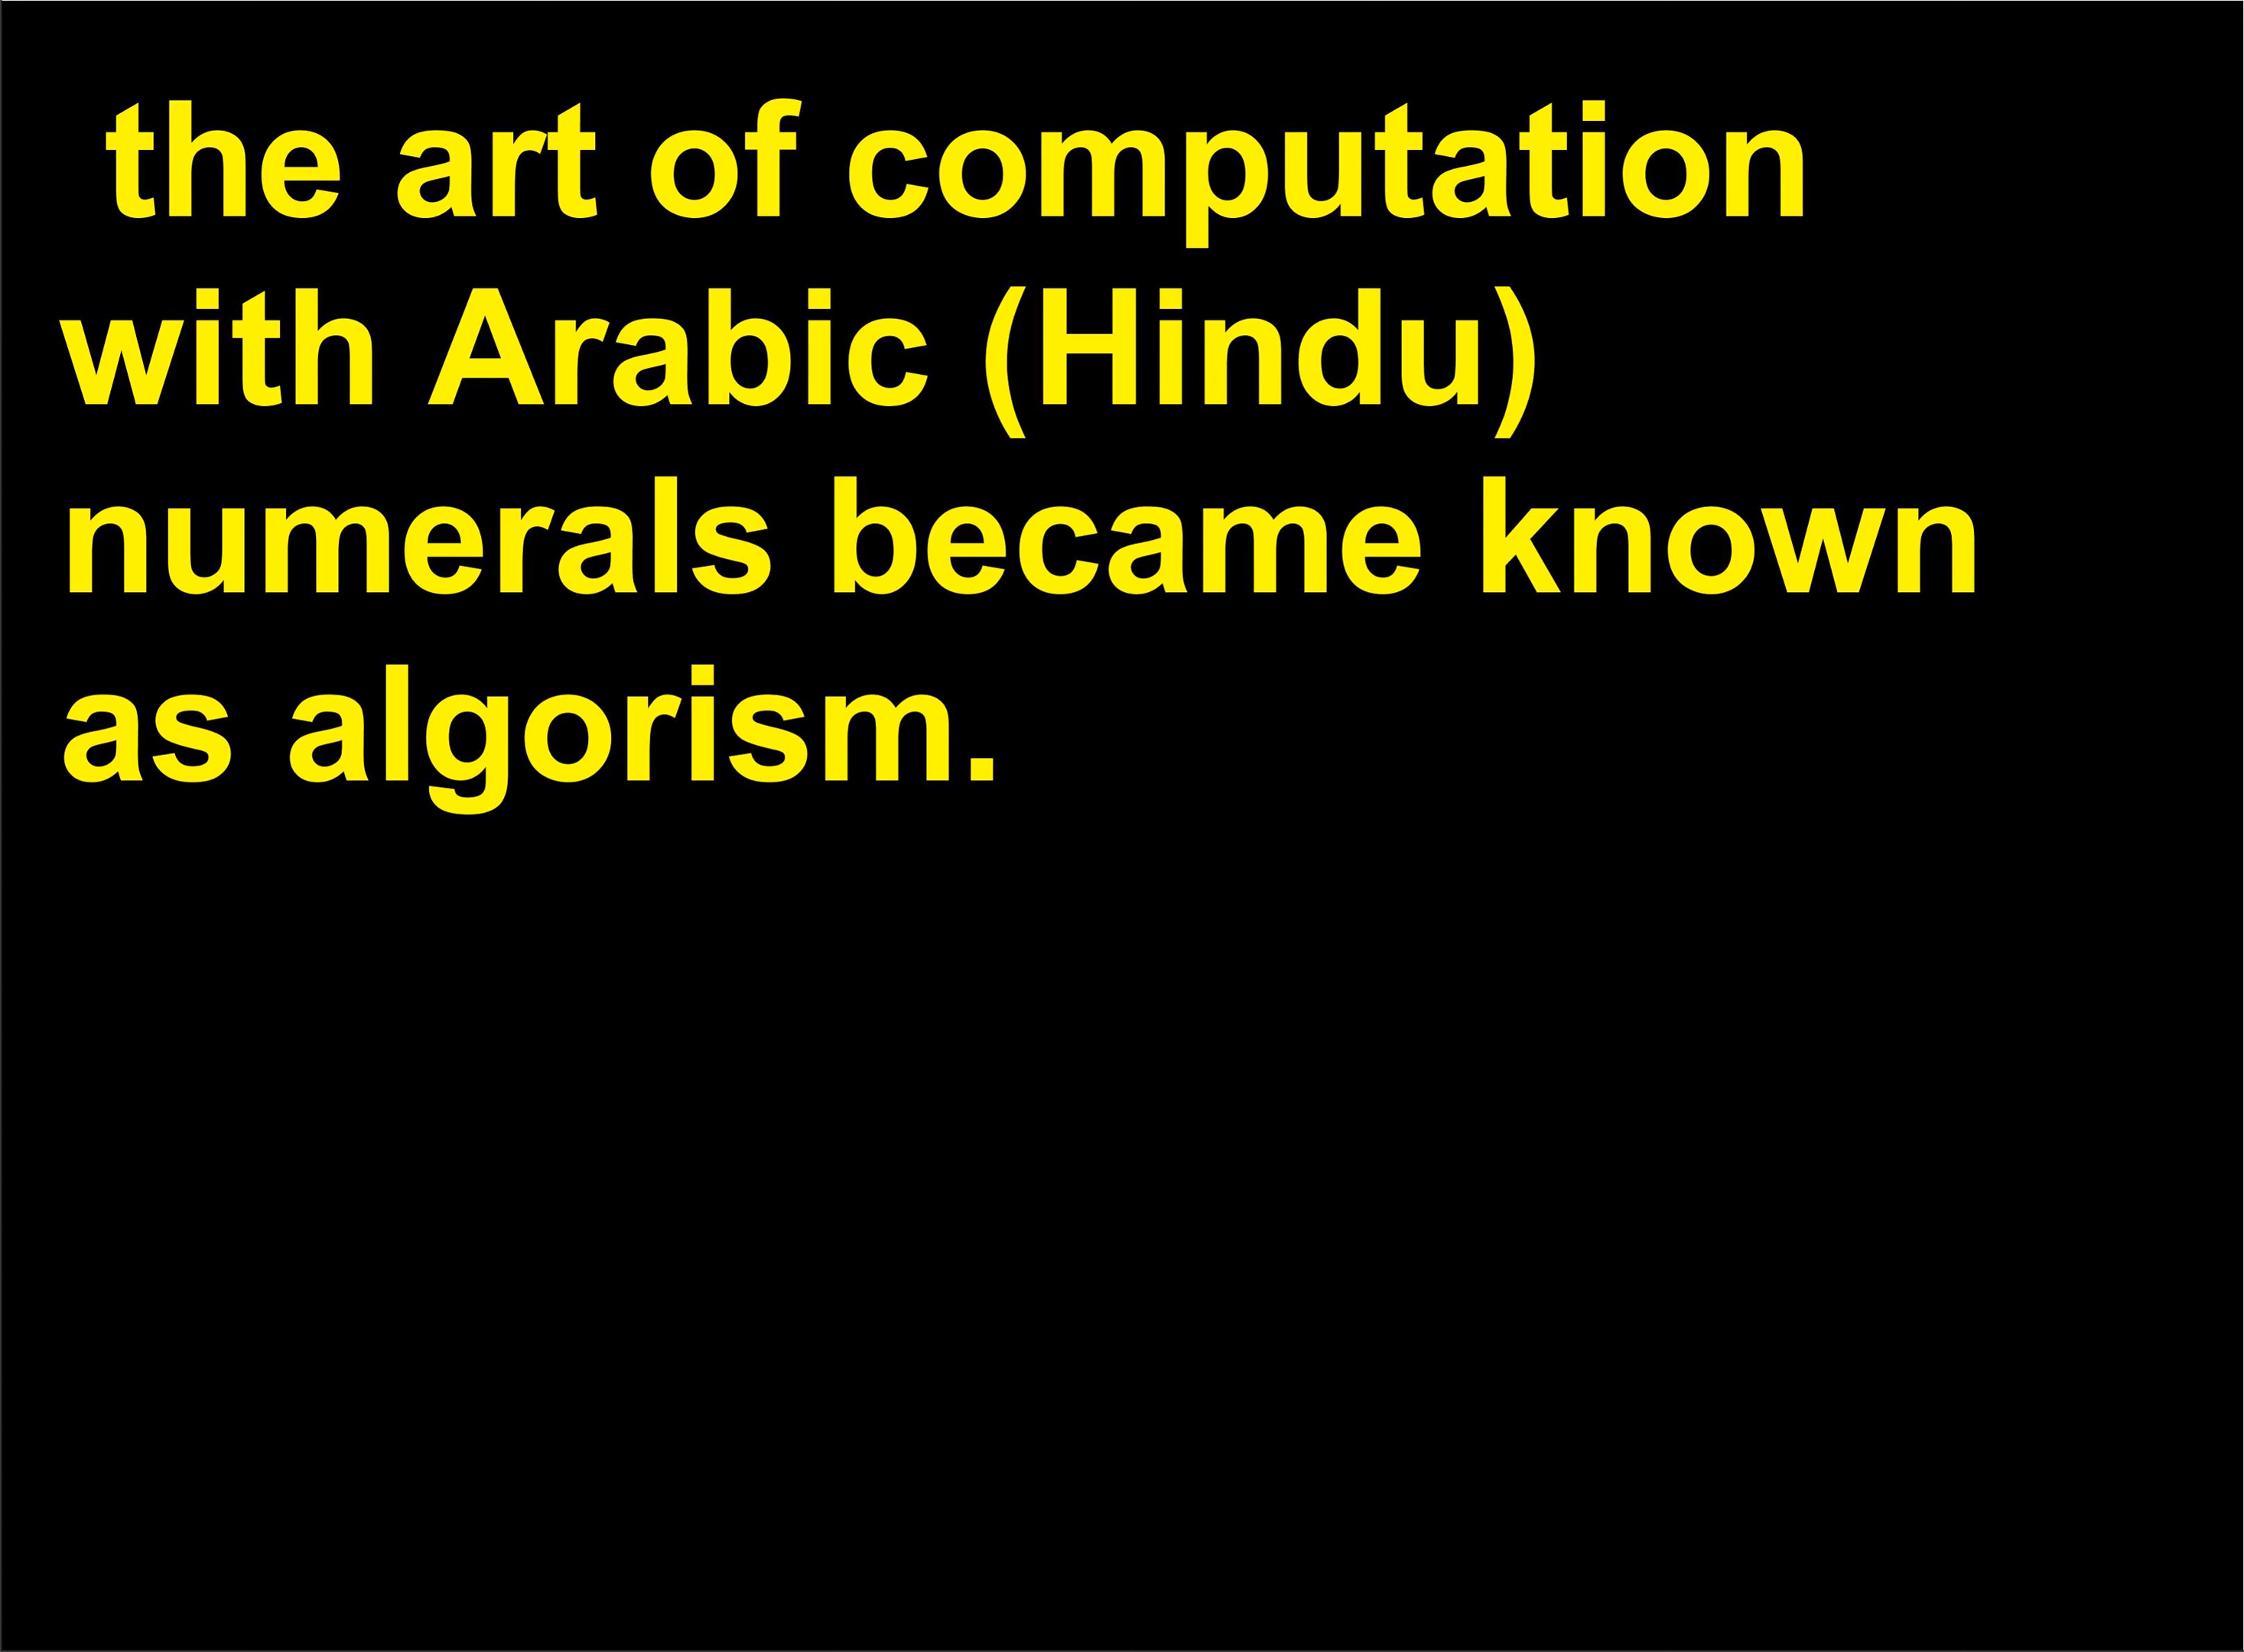 the art of computation
with Arabic (Hindu)
numerals became known
as algorism.